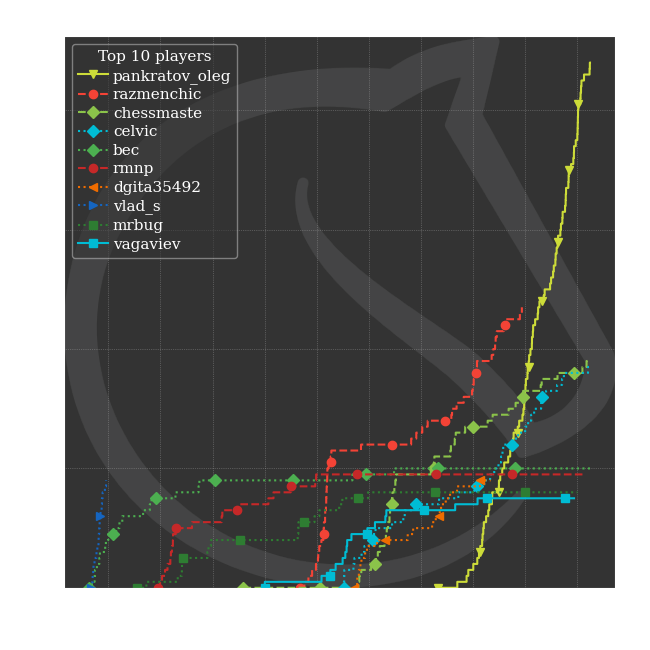 Top 10 players
pankratov_oleg
razmenchic
chessmaste
celvic
bec
rmnp
dgita35492
vlad_s
mrbug
vagaviev